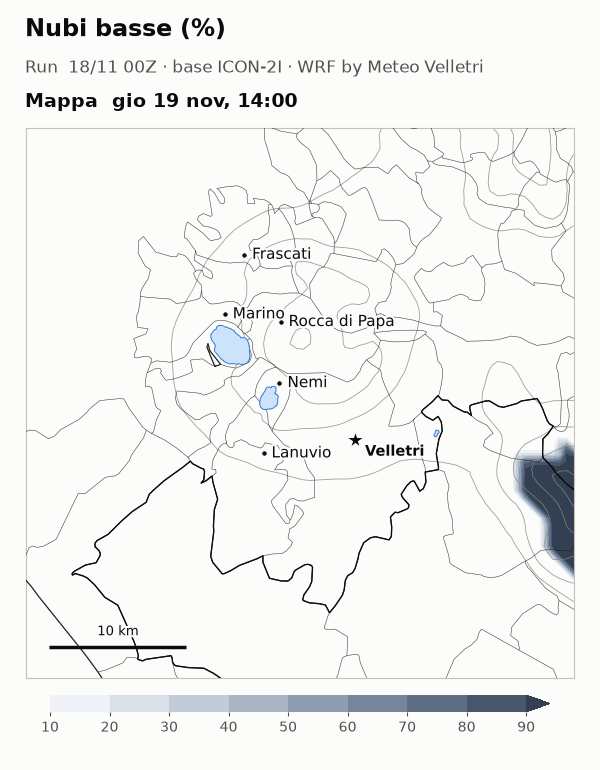 Nubi basse (%)
Run 18/11 00Z · base ICON-2I · WRF by Meteo Velletri
Mappa gio 19 nov, 14:00
Frascati
Marino
Rocca di Papa
Nemi
Velletri
Lanuvio
10 km
10 20 30 40 50 60 70 80 90